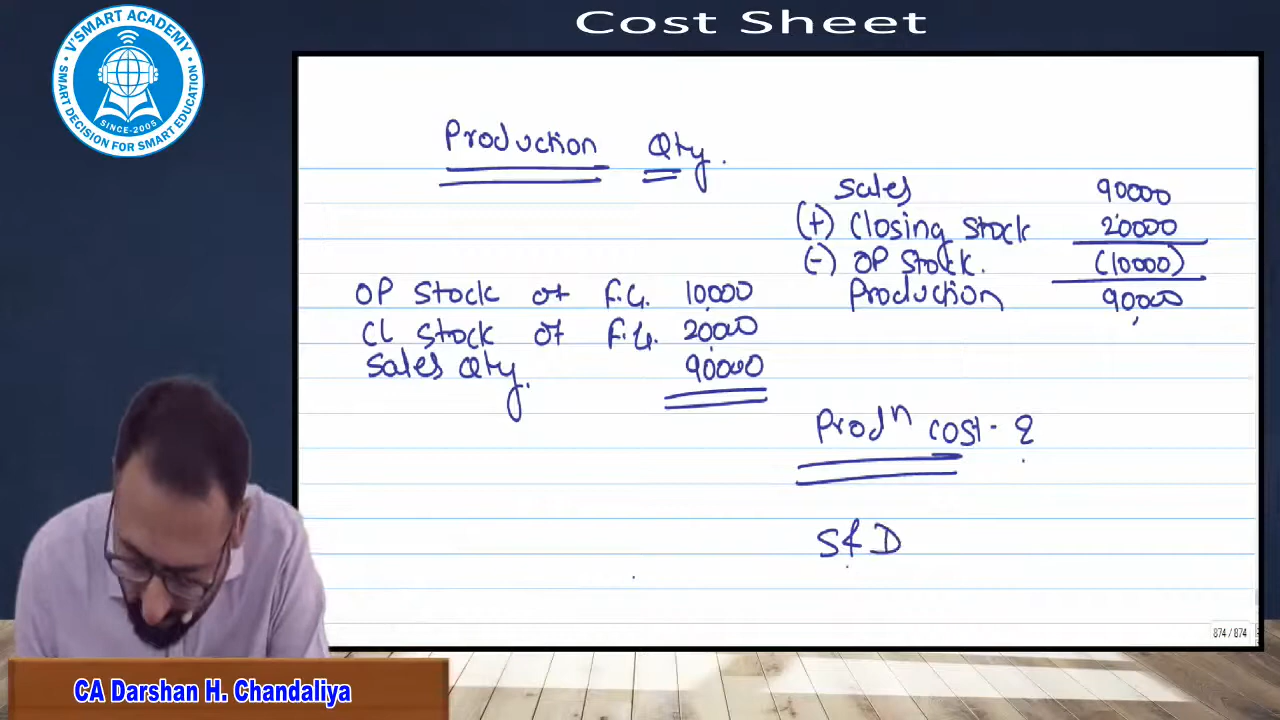 Cost Sheet
V'SMART ACADEMY
SINCE-2005
SMART DECISION FOR SMART EDUCATION
Production Qty.
Sales 90000
(+) Closing Stock 20000
(-) OP Stock. (10000)
Production 90000
OP Stock of F.G. 10000
CL Stock of F.G. 20000
Sales Qty. 90000
Prodn cost -
S & D
874 / 874
CA Darshan H. Chandaliya